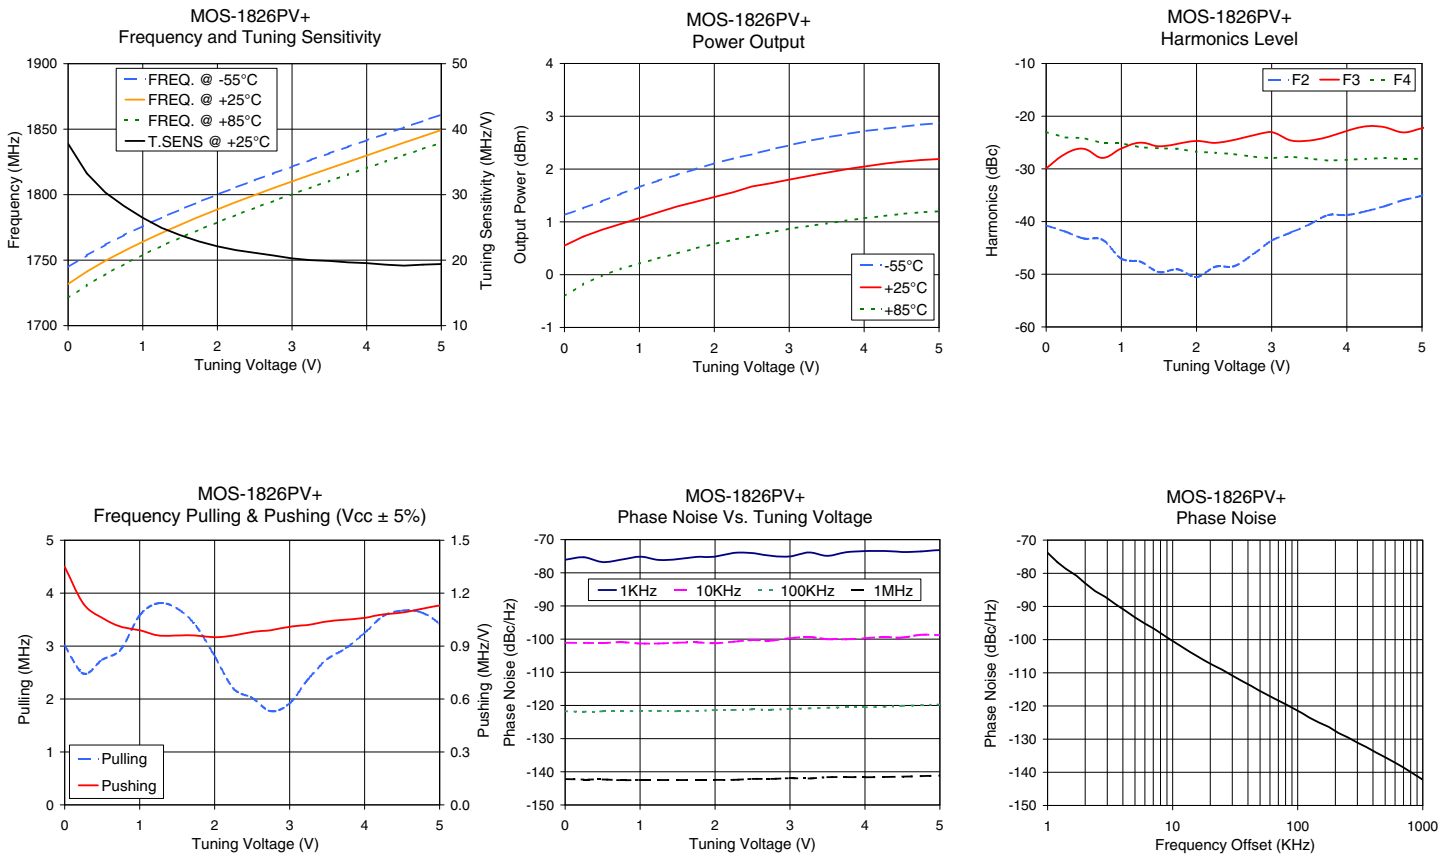 MOS-1826PV+
Frequency and Tuning Sensitivity
1900
1850
1800
1750
1700
Frequency (MHz)
FREQ. @ -55°C
FREQ. @ +25°C
FREQ. @ +85°C
T.SENS @ +25°C
50
40
30
20
10
Tuning Sensitivity (MHz/V)
0 1 2 3 4 5
Tuning Voltage (V)
MOS-1826PV+
Power Output
4
3
2
1
0
-1
Output Power (dBm)
-55°C
+25°C
+85°C
0 1 2 3 4 5
Tuning Voltage (V)
MOS-1826PV+
Harmonics Level
-10
-20
-30
-40
-50
-60
Harmonics (dBc)
F2 F3 F4
0 1 2 3 4 5
Tuning Voltage (V)
MOS-1826PV+
Frequency Pulling & Pushing (Vcc ± 5%)
5
4
3
2
1
0
Pulling (MHz)
Pulling
Pushing
1.5
1.2
0.9
0.6
0.3
0.0
Pushing (MHz/V)
0 1 2 3 4 5
Tuning Voltage (V)
MOS-1826PV+
Phase Noise Vs. Tuning Voltage
-70
-80
-90
-100
-110
-120
-130
-140
-150
Phase Noise (dBc/Hz)
1KHz 10KHz 100KHz 1MHz
0 1 2 3 4 5
Tuning Voltage (V)
MOS-1826PV+
Phase Noise
-70
-80
-90
-100
-110
-120
-130
-140
-150
Phase Noise (dBc/Hz)
1 10 100 1000
Frequency Offset (KHz)